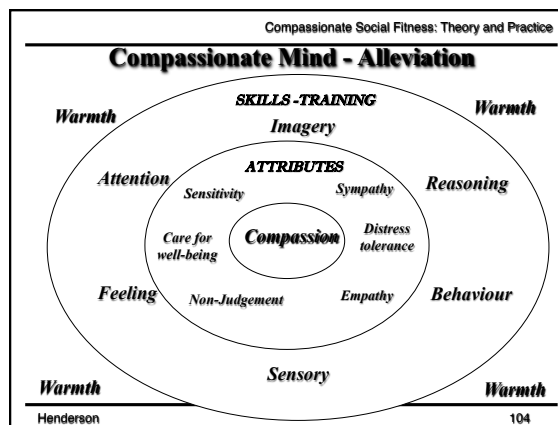 Compassionate Social Fitness: Theory and Practice
Compassionate Mind - Alleviation
SKILLS -TRAINING
Warmth
Warmth
Imagery
ATTRIBUTES
Attention
Reasoning
Sensitivity
Sympathy
Care for
well-being
Compassion
Distress
tolerance
Feeling
Non-Judgement
Empathy
Behaviour
Sensory
Warmth
Warmth
Henderson
104